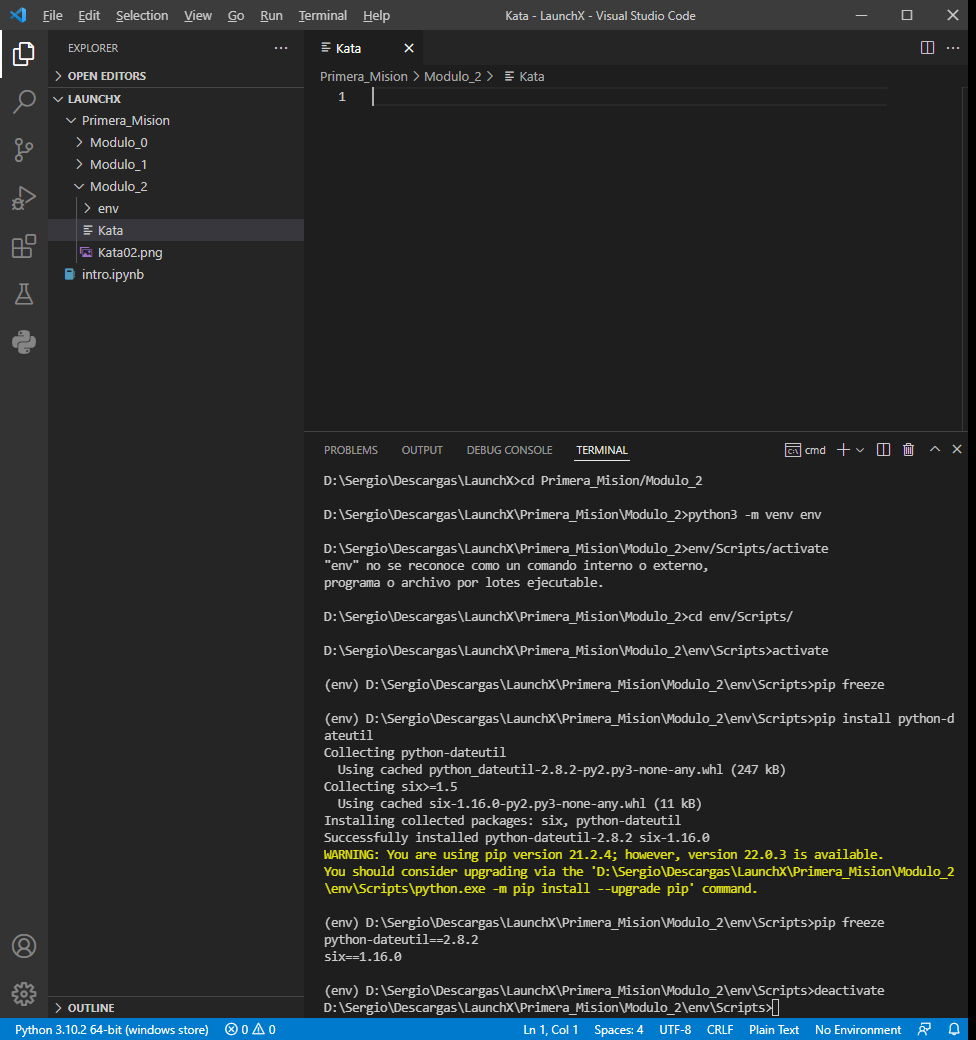 File Edit Selection View Go Run Terminal Help Kata - LaunchX - Visual Studio Code
EXPLORER
OPEN EDITORS
LAUNCHX
Primera_Mision
Modulo_0
Modulo_1
Modulo_2
env
Kata
Kata02.png
intro.ipynb
OUTLINE
Kata
Primera_Mision > Modulo_2 > Kata
1
PROBLEMS OUTPUT DEBUG CONSOLE TERMINAL cmd
D:\Sergio\Descargas\LaunchX>cd Primera_Mision/Modulo_2
D:\Sergio\Descargas\LaunchX\Primera_Mision\Modulo_2>python3 -m venv env
D:\Sergio\Descargas\LaunchX\Primera_Mision\Modulo_2>env/Scripts/activate
"env" no se reconoce como un comando interno o externo,
programa o archivo por lotes ejecutable.
D:\Sergio\Descargas\LaunchX\Primera_Mision\Modulo_2>cd env/Scripts/
D:\Sergio\Descargas\LaunchX\Primera_Mision\Modulo_2\env\Scripts>activate
(env) D:\Sergio\Descargas\LaunchX\Primera_Mision\Modulo_2\env\Scripts>pip freeze
(env) D:\Sergio\Descargas\LaunchX\Primera_Mision\Modulo_2\env\Scripts>pip install python-d
ateutil
Collecting python-dateutil
  Using cached python_dateutil-2.8.2-py2.py3-none-any.whl (247 kB)
Collecting six>=1.5
  Using cached six-1.16.0-py2.py3-none-any.whl (11 kB)
Installing collected packages: six, python-dateutil
Successfully installed python-dateutil-2.8.2 six-1.16.0
WARNING: You are using pip version 21.2.4; however, version 22.0.3 is available.
You should consider upgrading via the 'D:\Sergio\Descargas\LaunchX\Primera_Mision\Modulo_2
\env\Scripts\python.exe -m pip install --upgrade pip' command.
(env) D:\Sergio\Descargas\LaunchX\Primera_Mision\Modulo_2\env\Scripts>pip freeze
python-dateutil==2.8.2
six==1.16.0
(env) D:\Sergio\Descargas\LaunchX\Primera_Mision\Modulo_2\env\Scripts>deactivate
D:\Sergio\Descargas\LaunchX\Primera_Mision\Modulo_2\env\Scripts>
Python 3.10.2 64-bit (windows store) 0 0 Ln 1, Col 1 Spaces: 4 UTF-8 CRLF Plain Text No Environment